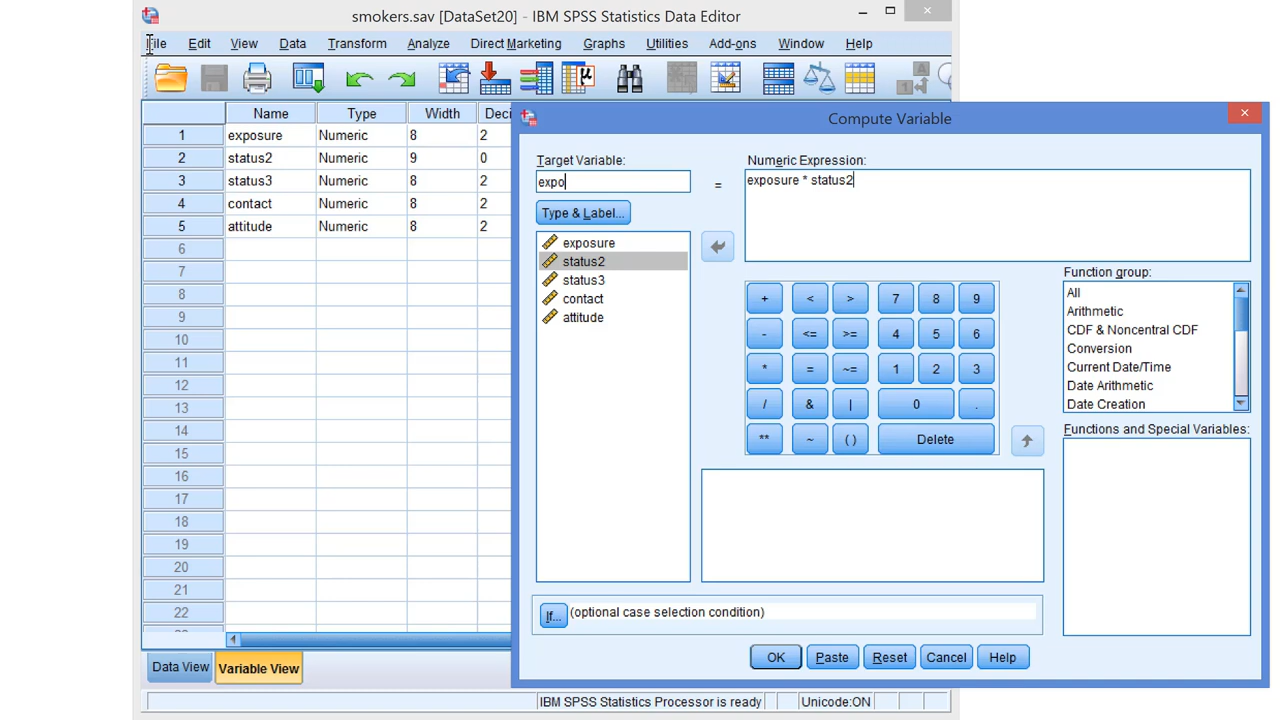 smokers.sav [DataSet20] - IBM SPSS Statistics Data Editor
File Edit View Data Transform Analyze Direct Marketing Graphs Utilities Add-ons Window Help
Name Type Width Deci
1 exposure Numeric 8 2
2 status2 Numeric 9 0
3 status3 Numeric 8 2
4 contact Numeric 8 2
5 attitude Numeric 8 2
6
7
8
9
10
11
12
13
14
15
16
17
18
19
20
21
22
Data View Variable View
IBM SPSS Statistics Processor is ready Unicode:ON
Compute Variable
Target Variable:
expo
=
Numeric Expression:
exposure * status2
Type & Label...
exposure
status2
status3
contact
attitude
+ < > 7 8 9
- <= >= 4 5 6
* = ~= 1 2 3
/ & | 0 .
** ~ ( ) Delete
Function group:
All
Arithmetic
CDF & Noncentral CDF
Conversion
Current Date/Time
Date Arithmetic
Date Creation
Functions and Special Variables:
If... (optional case selection condition)
OK Paste Reset Cancel Help